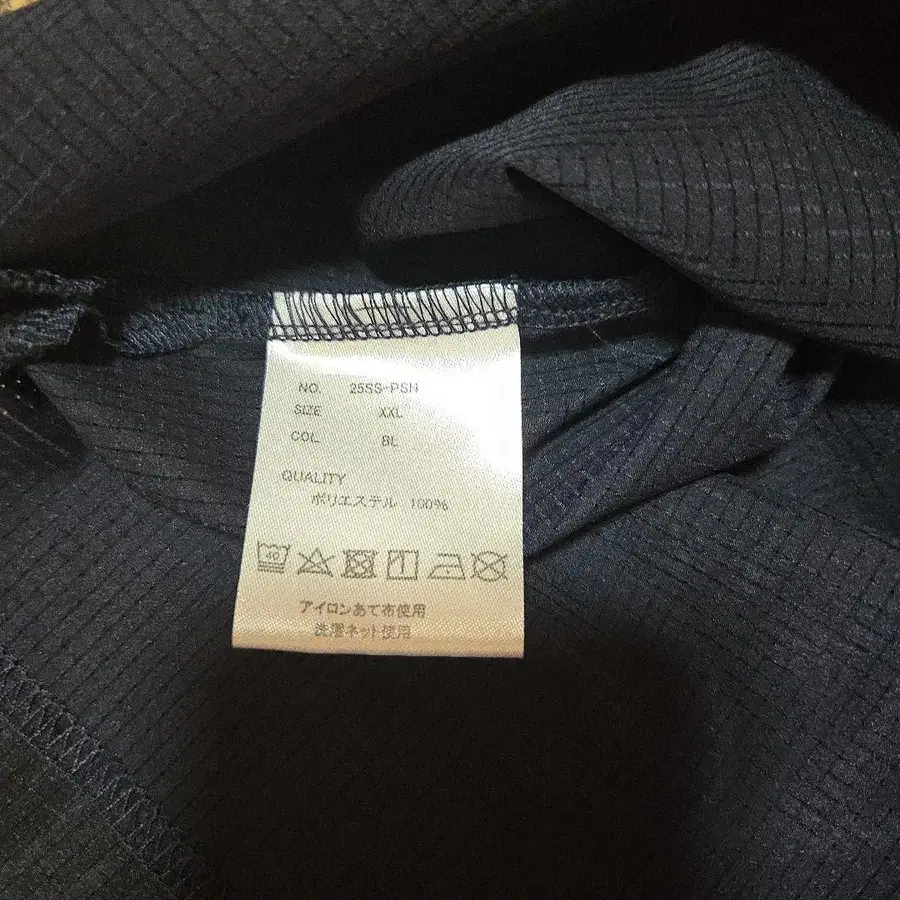 NO. 25SS-PSH
SIZE XXL
COL. BL
QUALITY
ポリエステル 100%
40
アイロンあて布使用
洗濯ネット使用